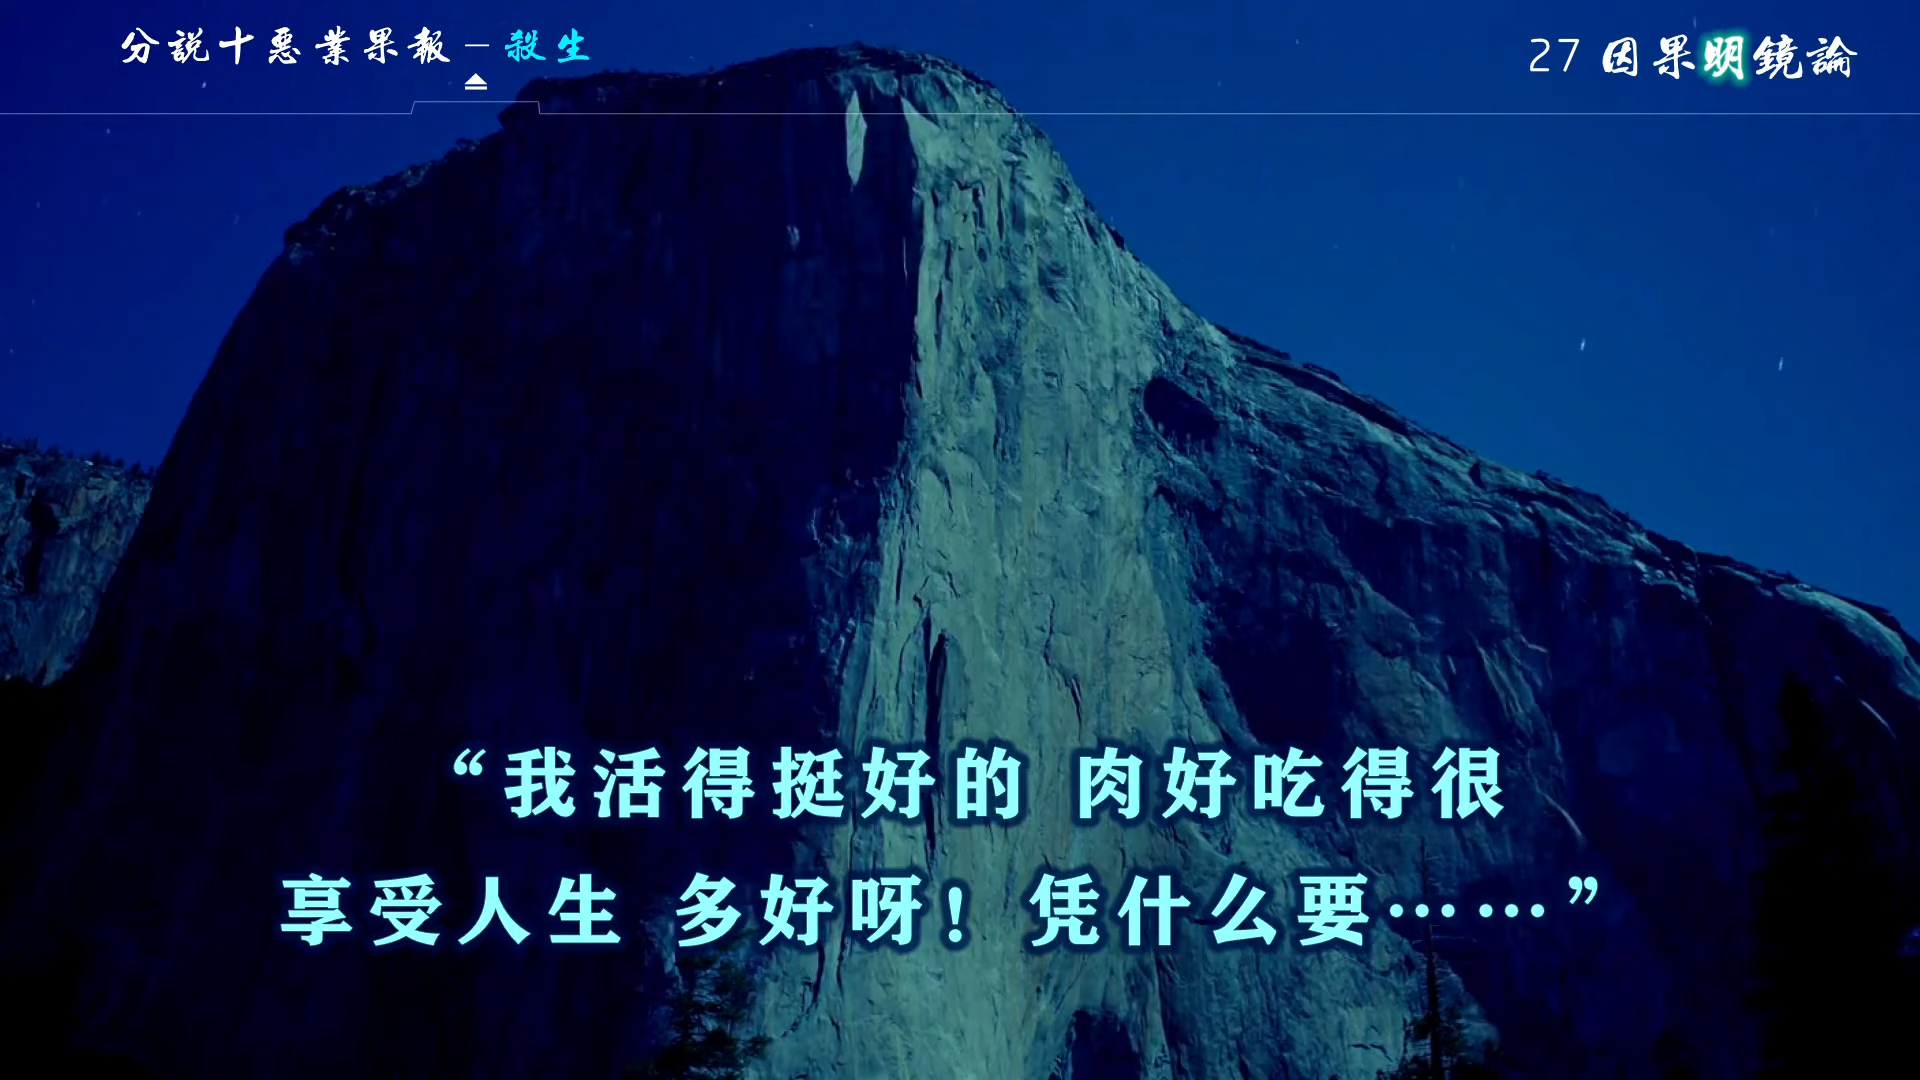 分説十惡業果報－殺生
27 因果明鏡論
“我活得挺好的 肉好吃得很
享受人生 多好呀！凭什么要……”